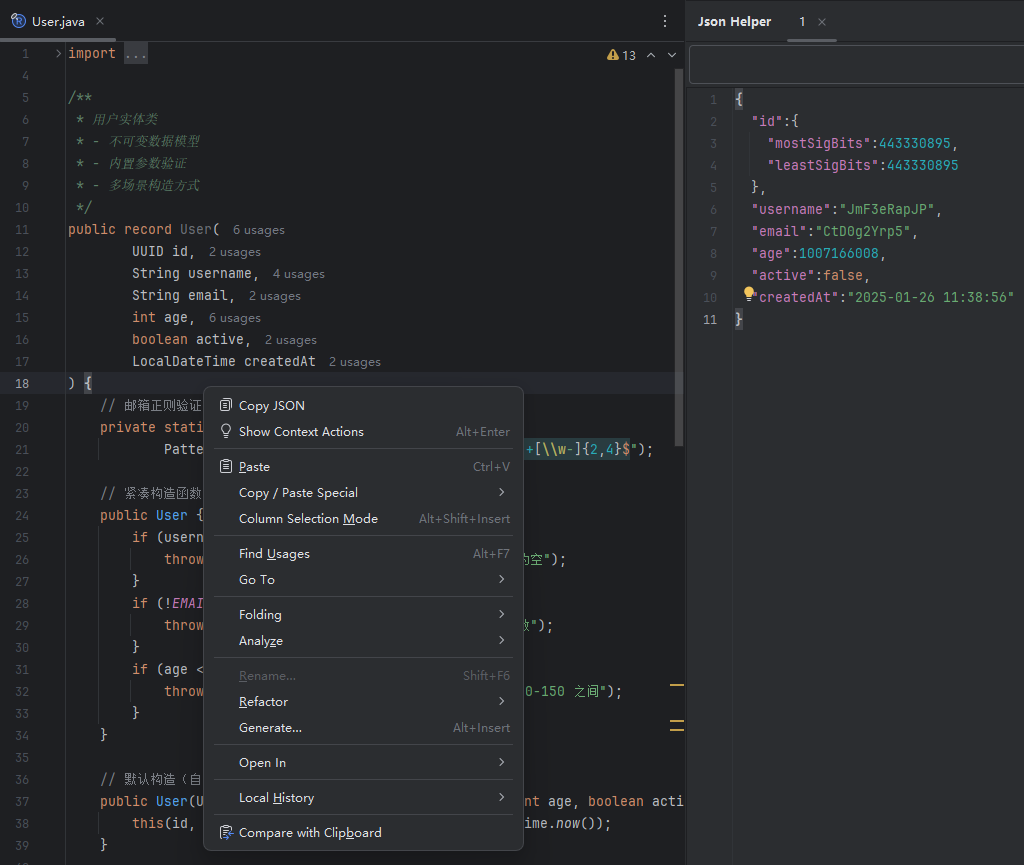 User.java
1 import ...
13
4
5 /**
6 * 用户实体类
7 * - 不可变数据模型
8 * - 内置参数验证
9 * - 多场景构造方式
10 */
11 public record User( 6 usages
12 UUID id, 2 usages
13 String username, 4 usages
14 String email, 2 usages
15 int age, 6 usages
16 boolean active, 2 usages
17 LocalDateTime createdAt 2 usages
18 ) {
19 // 邮箱正则验证
20 private stati
21 Patte +[\\w-]{2,4}$");
22
23 // 紧凑构造函数
24 public User {
25 if (usern
26 throw 空");
27 }
28 if (!EMAI
29 throw ");
30 }
31 if (age <
32 throw 0-150 之间");
33 }
34 }
35
36 // 默认构造（自
37 public User(U nt age, boolean acti
38 this(id, ime.now());
39 }
Copy JSON
Show Context Actions Alt+Enter
Paste Ctrl+V
Copy / Paste Special
Column Selection Mode Alt+Shift+Insert
Find Usages Alt+F7
Go To
Folding
Analyze
Rename... Shift+F6
Refactor
Generate... Alt+Insert
Open In
Local History
Compare with Clipboard
Json Helper 1
1 {
2 "id":{
3 "mostSigBits":443330895,
4 "leastSigBits":443330895
5 },
6 "username":"JmF3eRapJP",
7 "email":"CtD0g2Yrp5",
8 "age":1007166008,
9 "active":false,
10 "createdAt":"2025-01-26 11:38:56"
11 }